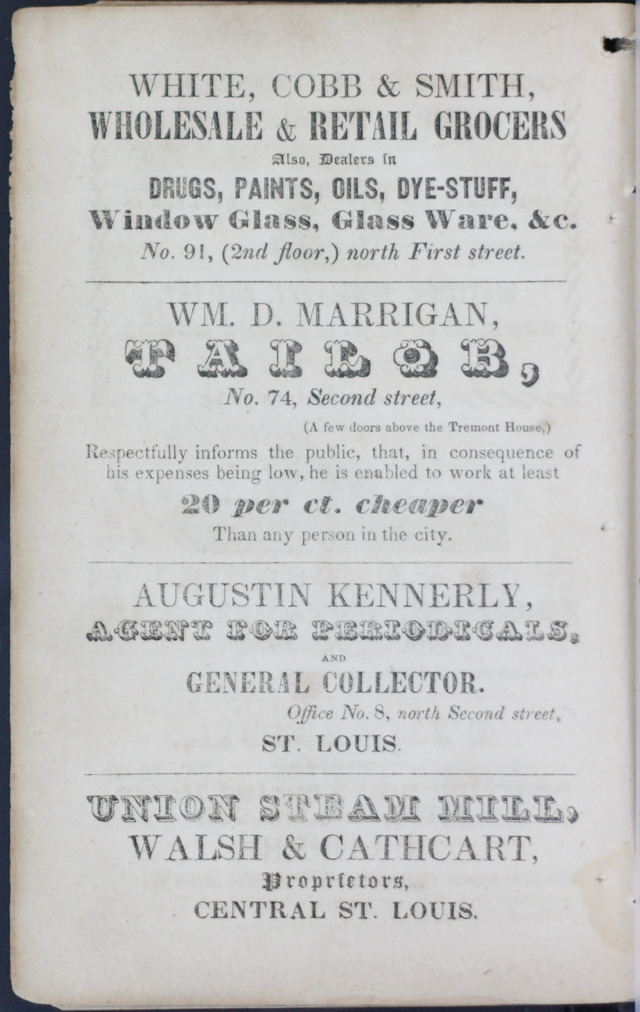 WHITE, COBB & SMITH,
WHOLESALE & RETAIL GROCERS
Also, Dealers in
DRUGS, PAINTS, OILS, DYE-STUFF,
Window Glass, Glass Ware, &c.
No. 91, (2nd floor,) north First street.
WM. D. MARRIGAN,
TAILOR,
No. 74, Second street,
(A few doors above the Tremont House,)
Respectfully informs the public, that, in consequence of
his expenses being low, he is enabled to work at least
20 per ct. cheaper
Than any person in the city.
AUGUSTIN KENNERLY,
AGENT FOR PERIODICALS,
AND
GENERAL COLLECTOR.
Office No. 8, north Second street,
ST. LOUIS.
UNION STEAM MILL,
WALSH & CATHCART,
Proprietors,
CENTRAL ST. LOUIS.